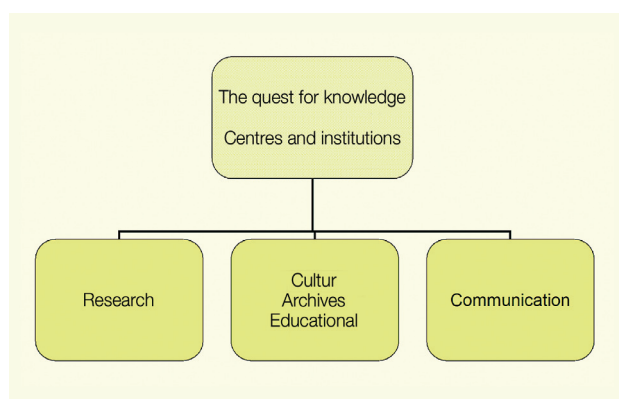 The quest for knowledge
Centres and institutions
Research
Cultur
Archives
Educational
Communication